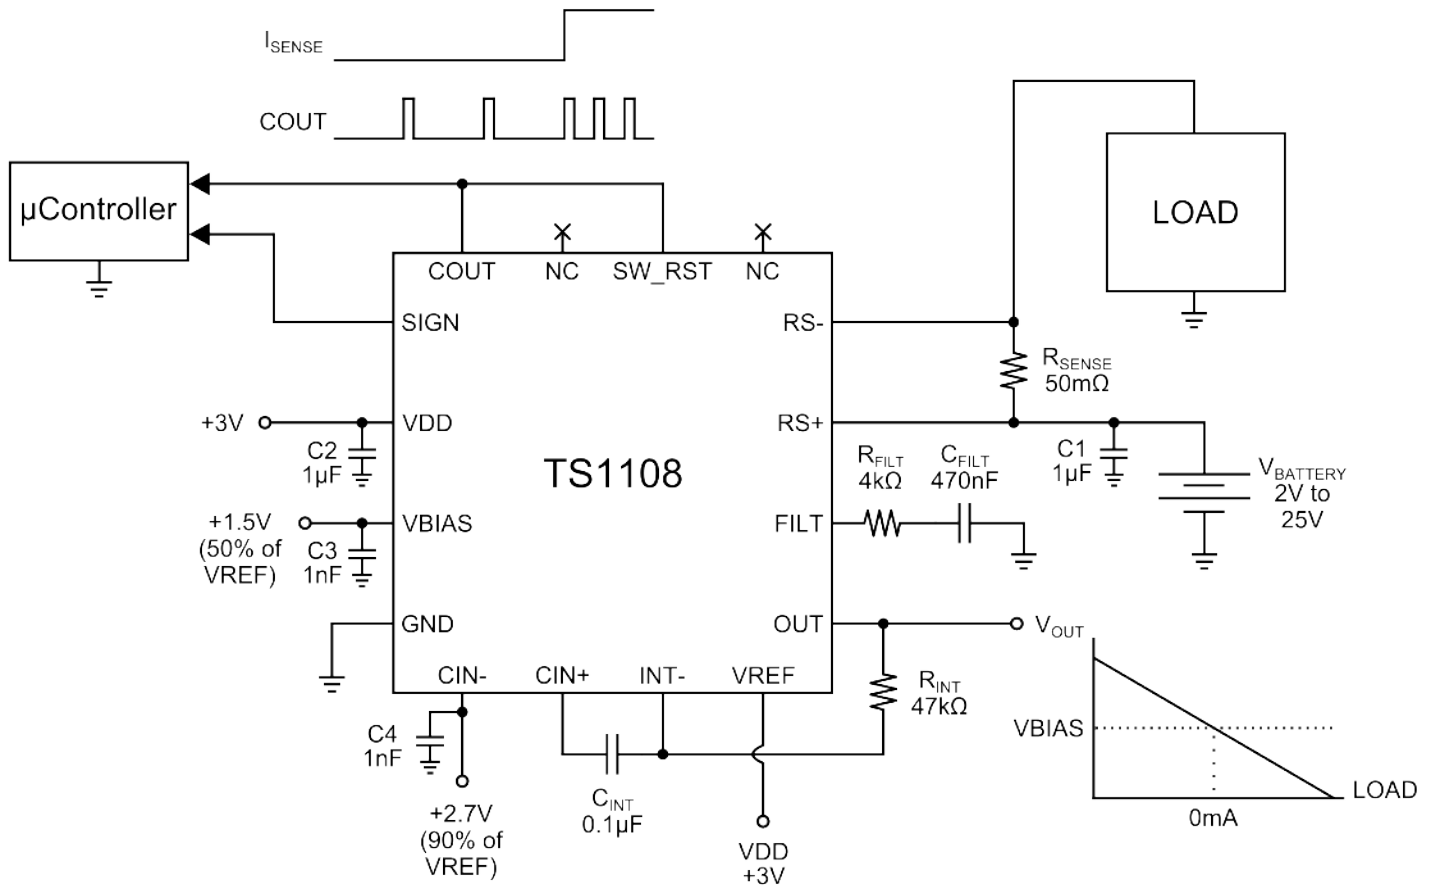 ISENSE
COUT
µController
LOAD
COUT
NC
SW_RST
NC
SIGN
RS-
RSENSE
50mΩ
+3V
VDD
RS+
C2
1µF
TS1108
RFILT
4kΩ
CFILT
470nF
C1
1µF
VBATTERY
2V to
25V
+1.5V
(50% of
VREF)
VBIAS
C3
1nF
FILT
GND
OUT
VOUT
CIN-
CIN+
INT-
VREF
RINT
47kΩ
C4
1nF
VBIAS
LOAD
0mA
CINT
0.1µF
+2.7V
(90% of
VREF)
VDD
+3V